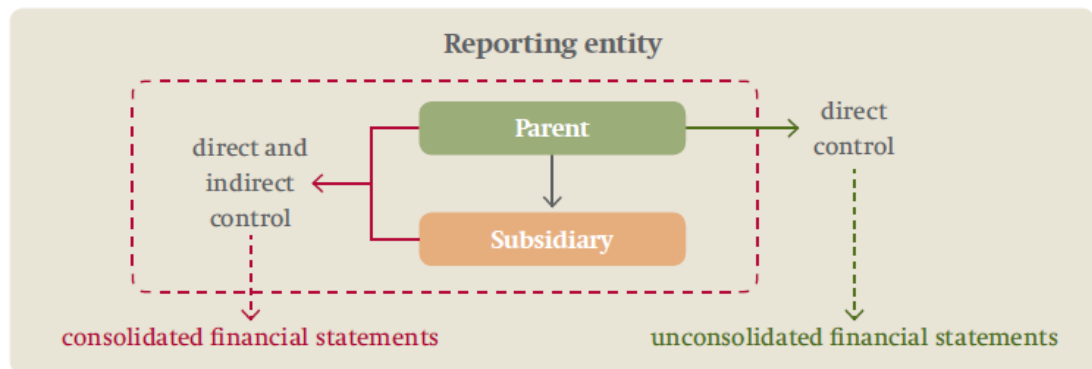 Reporting entity
Parent
direct
control
direct and
indirect
control
Subsidiary
consolidated financial statements
unconsolidated financial statements